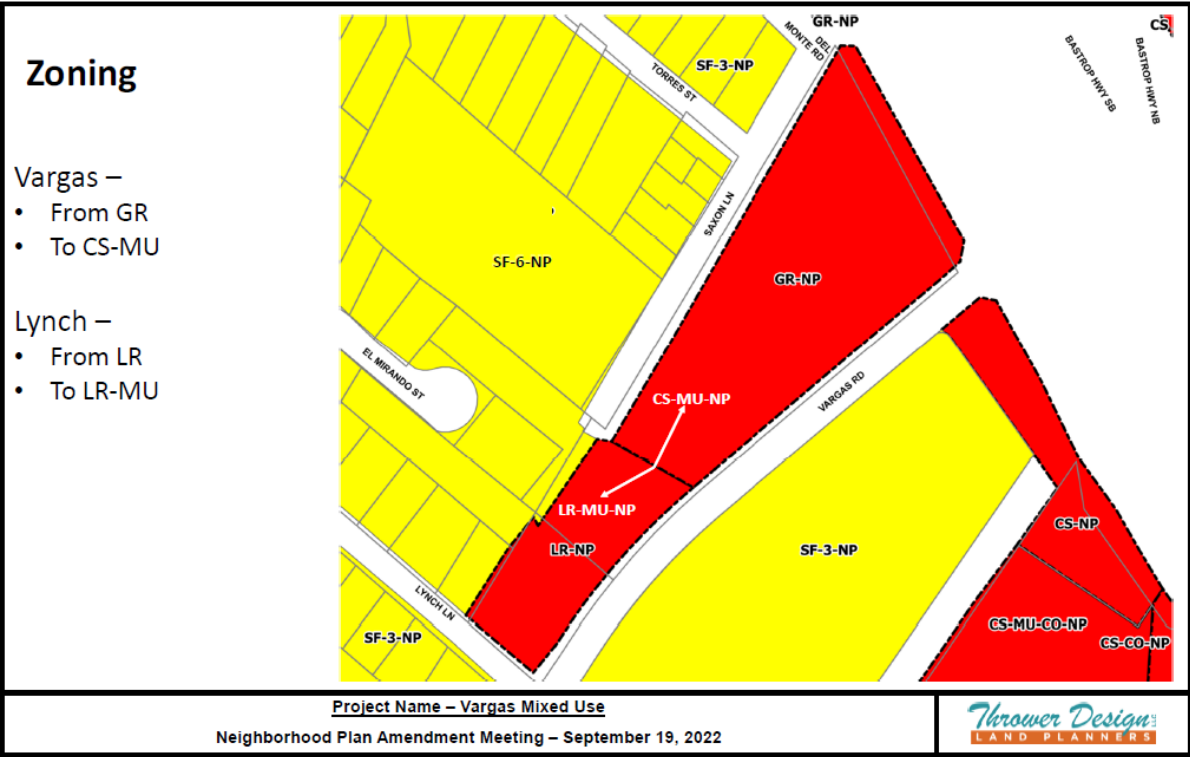 Zoning
Vargas –
• From GR
• To CS-MU
Lynch –
• From LR
• To LR-MU
GR-NP
CS
DEL
MONTE RD
BASTROP HWY SB
BASTROP HWY NB
SF-3-NP
TORRES ST
SAXON LN
SF-6-NP
GR-NP
EL MIRANDO ST
CS-MU-NP
VARGAS RD
LR-MU-NP
LR-NP
CS-NP
SF-3-NP
LYNCH LN
SF-3-NP
CS-MU-CO-NP
CS-CO-NP
Project Name – Vargas Mixed Use
Neighborhood Plan Amendment Meeting – September 19, 2022
Thrower Design LLC
LAND PLANNERS